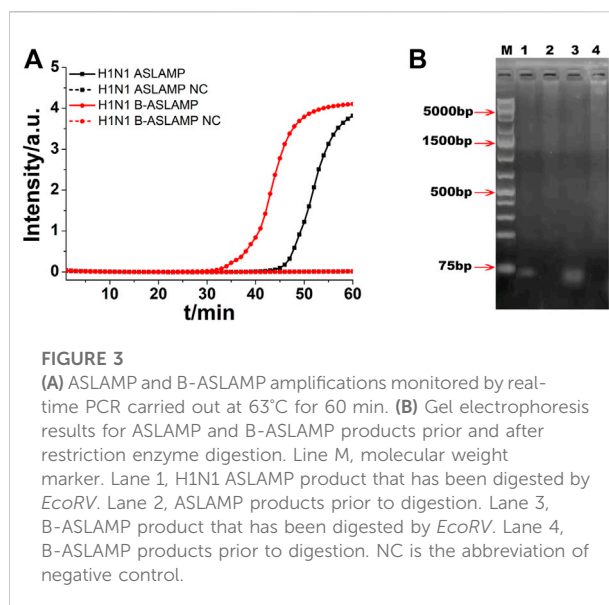 A
H1N1 ASLAMP
H1N1 ASLAMP NC
H1N1 B-ASLAMP
H1N1 B-ASLAMP NC
Intensity/a.u.
5
4
3
2
1
0
10 20 30 40 50 60
t/min
B
M 1 2 3 4
5000bp
1500bp
500bp
75bp
FIGURE 3
(A) ASLAMP and B-ASLAMP amplifications monitored by real-
time PCR carried out at 63°C for 60 min. (B) Gel electrophoresis
results for ASLAMP and B-ASLAMP products prior and after
restriction enzyme digestion. Line M, molecular weight
marker. Lane 1, H1N1 ASLAMP product that has been digested by
EcoRV. Lane 2, ASLAMP products prior to digestion. Lane 3,
B-ASLAMP product that has been digested by EcoRV. Lane 4,
B-ASLAMP products prior to digestion. NC is the abbreviation of
negative control.